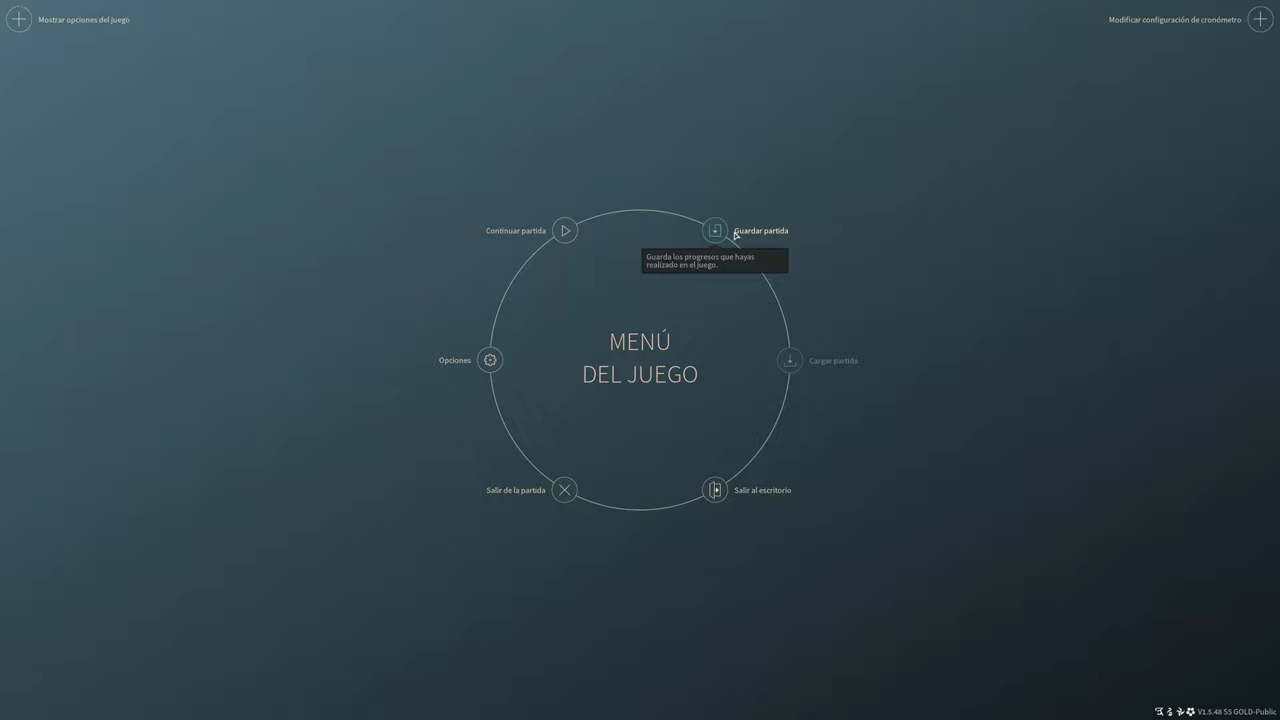 Mostrar opciones del juego
Modificar configuración de cronómetro
Continuar partida
Guardar partida
Guarda los progresos que hayas
realizado en el juego.
MENÚ
DEL JUEGO
Opciones
Cargar partida
Salir de la partida
Salir al escritorio
V1.5.48 S5 GOLD-Public